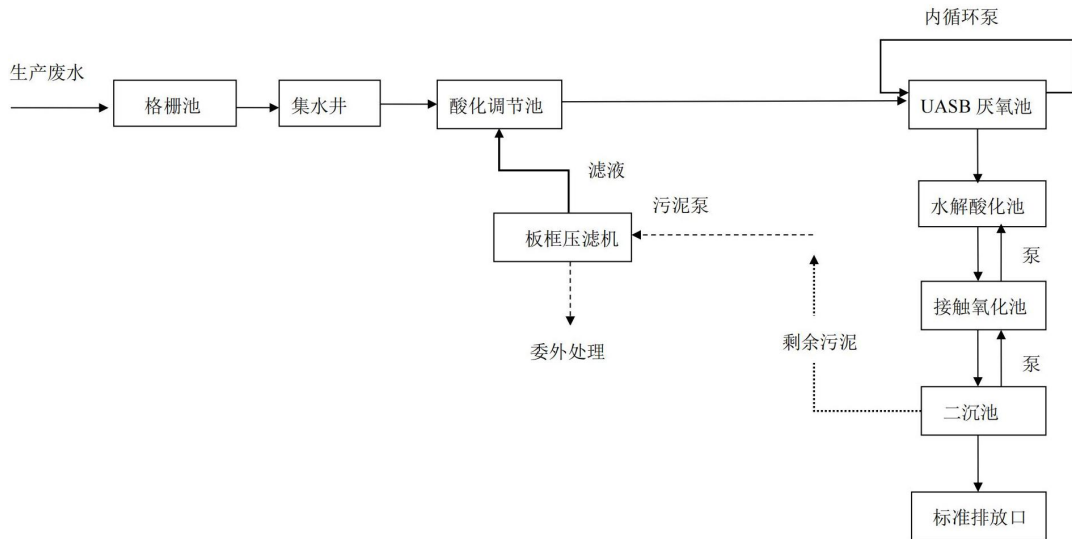 内循环泵
生产废水
格栅池
集水井
酸化调节池
UASB 厌氧池
滤液
污泥泵
水解酸化池
板框压滤机
泵
接触氧化池
剩余污泥
委外处理
泵
二沉池
标准排放口